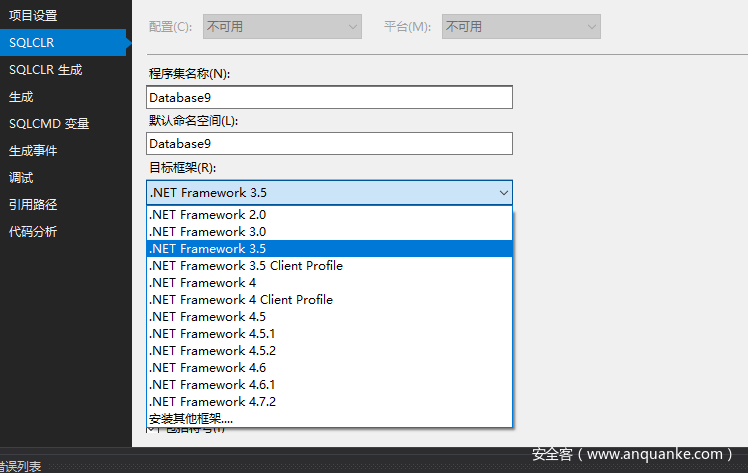 项目设置
SQLCLR
SQLCLR 生成
生成
SQLCMD 变量
生成事件
调试
引用路径
代码分析
配置(C): 不可用 平台(M): 不可用
程序集名称(N):
Database9
默认命名空间(L):
Database9
目标框架(R):
.NET Framework 3.5
.NET Framework 2.0
.NET Framework 3.0
.NET Framework 3.5
.NET Framework 3.5 Client Profile
.NET Framework 4
.NET Framework 4 Client Profile
.NET Framework 4.5
.NET Framework 4.5.1
.NET Framework 4.5.2
.NET Framework 4.6
.NET Framework 4.6.1
.NET Framework 4.7.2
安装其他框架....
安全客（www.anquanke.com）
错误列表